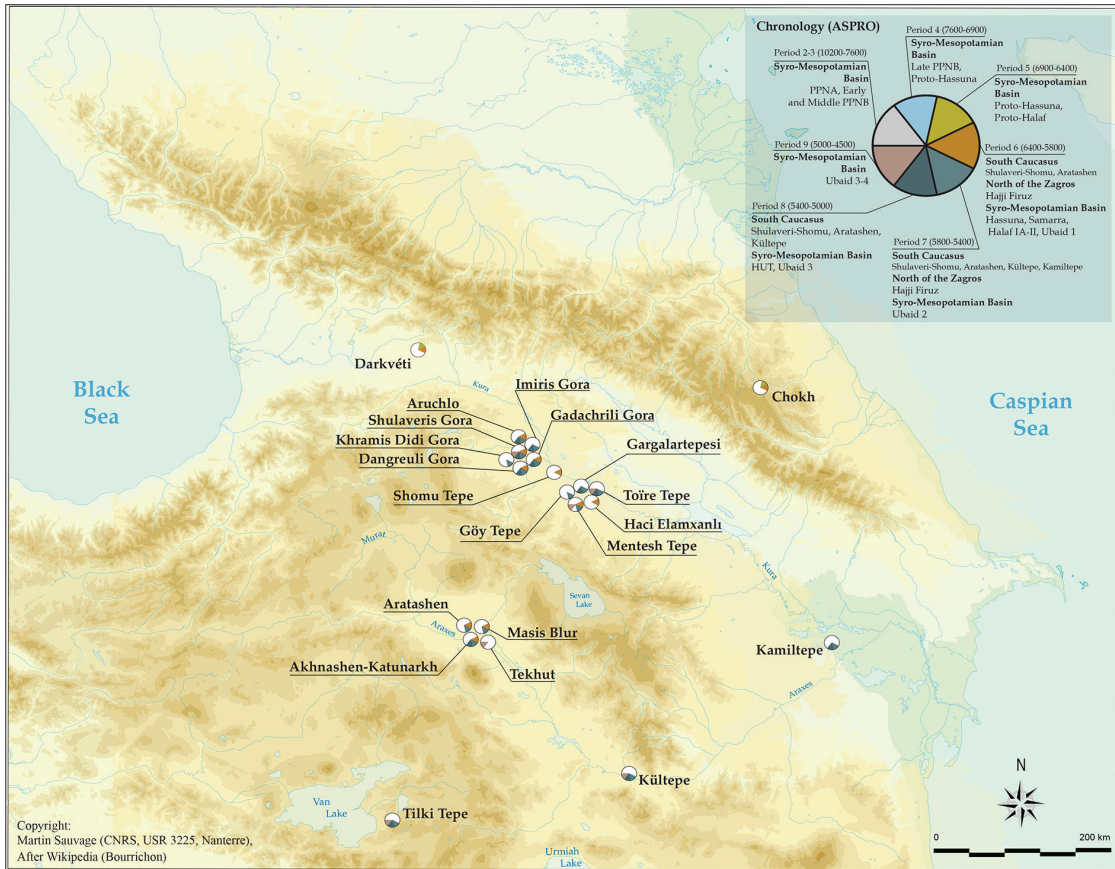 Chronology (ASPRO)
Period 4 (7600-6900)
Syro-Mesopotamian
Basin
Late PPNB,
Proto-Hassuna
Period 2-3 (10200-7600)
Syro-Mesopotamian
Basin
PPNA, Early
and Middle PPNB
Period 5 (6900-6400)
Syro-Mesopotamian
Basin
Proto-Hassuna,
Proto-Halaf
Period 9 (5000-4500)
Syro-Mesopotamian
Basin
Ubaid 3-4
Period 6 (6400-5800)
South Caucasus
Shulaveri-Shomu, Aratashen
North of the Zagros
Hajji Firuz
Syro-Mesopotamian Basin
Hassuna, Samarra,
Halaf IA-II, Ubaid 1
Period 8 (5400-5000)
South Caucasus
Shulaveri-Shomu, Aratashen,
Kültepe
Syro-Mesopotamian Basin
HUT, Ubaid 3
Period 7 (5800-5400)
South Caucasus
Shulaveri-Shomu, Aratashen, Kültepe, Kamiltepe
North of the Zagros
Hajji Firuz
Syro-Mesopotamian Basin
Ubaid 2
Darkvéti
Black
Sea
Kura
Imiris Gora
Chokh
Caspian
Sea
Aruchlo
Gadachrili Gora
Shulaveris Gora
Khramis Didi Gora
Gargalartepesi
Dangreuli Gora
Shomu Tepe
Toïre Tepe
Göy Tepe
Haci Elamxanlı
Mentesh Tepe
Murat
Kura
Sevan
Lake
Aratashen
Araxes
Masis Blur
Kamiltepe
Akhnashen-Katunarkh
Tekhut
Araxes
Kültepe
N
Van
Lake
Tilki Tepe
Copyright:
Martin Sauvage (CNRS, USR 3225, Nanterre),
After Wikipedia (Bourrichon)
Urmiah
Lake
0 200 km